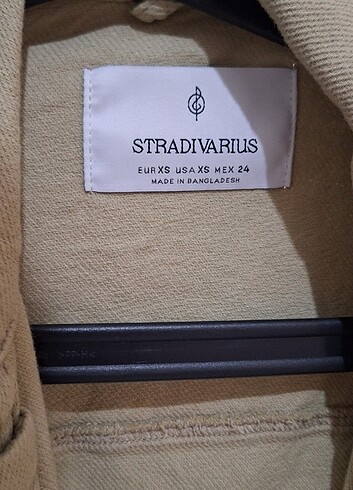 STRADIVARIUS
EUR XS USA XS MEX 24
MADE IN BANGLADESH